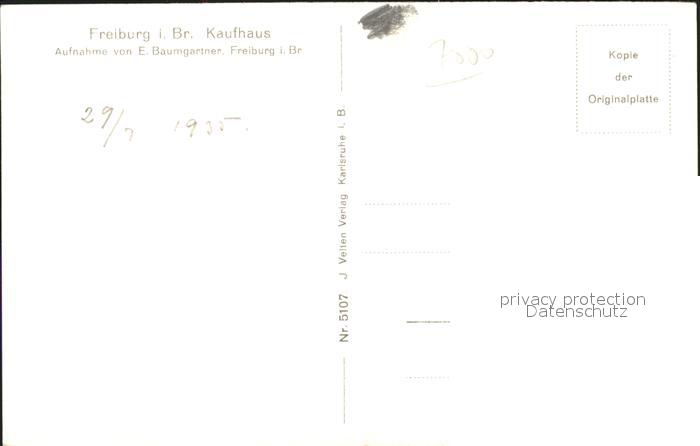 Freiburg i. Br. Kaufhaus
Aufnahme von E. Baumgartner, Freiburg i. Br
29/7 1935.
Nr. 5107 J. Velten Verlag Karlsruhe i. B.
7000
Kopie
der
Originalplatte
privacy protection
Datenschutz